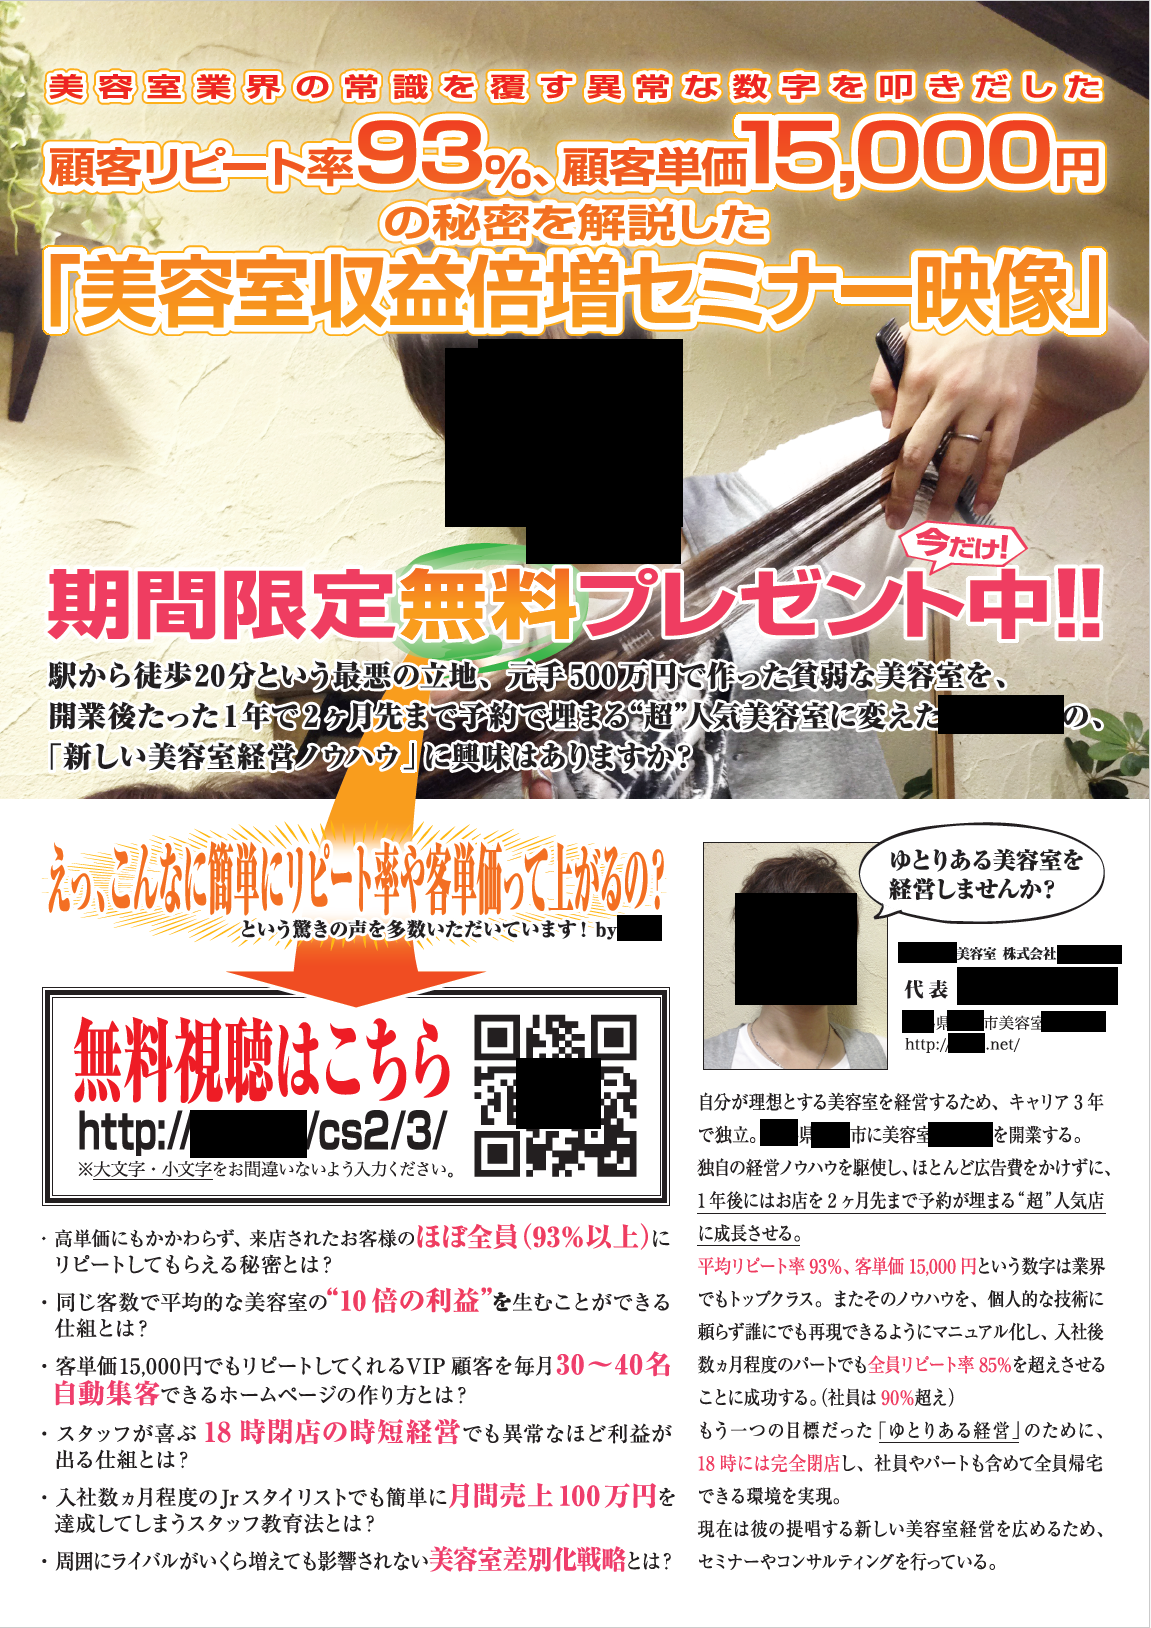 美容室業界の常識を覆す異常な数字を叩きだした
顧客リピート率93%、顧客単価15,000円
の秘密を解説した
「美容室収益倍増セミナー映像」
今だけ!
期間限定無料プレゼント中!!
駅から徒歩20分という最悪の立地、元手500万円で作った貧弱な美容室を、
開業後たった1年で2ヶ月先まで予約で埋まる“超”人気美容室に変えた の、
「新しい美容室経営ノウハウ」に興味はありますか?
えっ、こんなに簡単にリピート率や客単価って上がるの?
という驚きの声を多数いただいています! by
無料視聴はこちら
http:// /cs2/3/
※大文字・小文字をお間違いないよう入力ください。
・高単価にもかかわらず、来店されたお客様のほぼ全員(93%以上)に
リピートしてもらえる秘密とは?
・同じ客数で平均的な美容室の“10倍の利益”を生むことができる
仕組とは?
・客単価15,000円でもリピートしてくれるVIP顧客を毎月30〜40名
自動集客できるホームページの作り方とは?
・スタッフが喜ぶ18時閉店の時短経営でも異常なほど利益が
出る仕組とは?
・入社数ヵ月程度のJrスタイリストでも簡単に月間売上100万円を
達成してしまうスタッフ教育法とは?
・周囲にライバルがいくら増えても影響されない美容室差別化戦略とは?
ゆとりある美容室を
経営しませんか?
美容室 株式会社
代表
県 市美容室
http:// .net/
自分が理想とする美容室を経営するため、キャリア3年
で独立。 県 市に美容室 を開業する。
独自の経営ノウハウを駆使し、ほとんど広告費をかけずに、
1年後にはお店を2ヶ月先まで予約が埋まる“超”人気店
に成長させる。
平均リピート率93%、客単価15,000円という数字は業界
でもトップクラス。またそのノウハウを、個人的な技術に
頼らず誰にでも再現できるようにマニュアル化し、入社後
数ヵ月程度のパートでも全員リピート率85%を超えさせる
ことに成功する。(社員は90%超え)
もう一つの目標だった「ゆとりある経営」のために、
18時には完全閉店し、社員やパートも含めて全員帰宅
できる環境を実現。
現在は彼の提唱する新しい美容室経営を広めるため、
セミナーやコンサルティングを行っている。